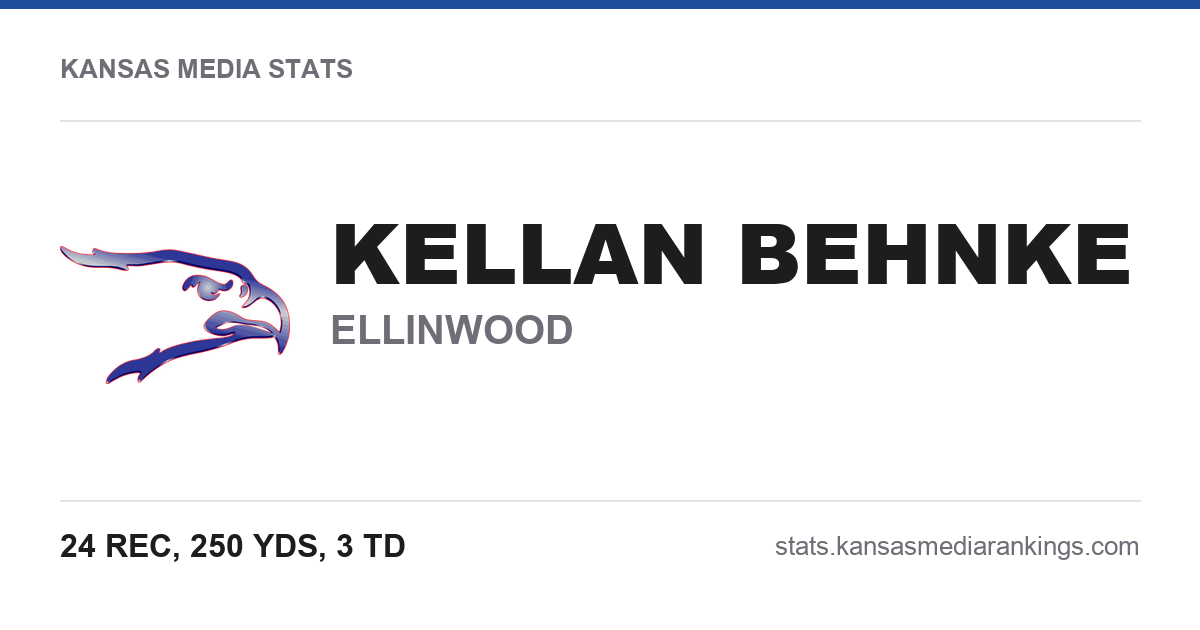 KANSAS MEDIA STATS
KELLAN BEHNKE
ELLINWOOD
24 REC, 250 YDS, 3 TD
stats.kansasmediarankings.com